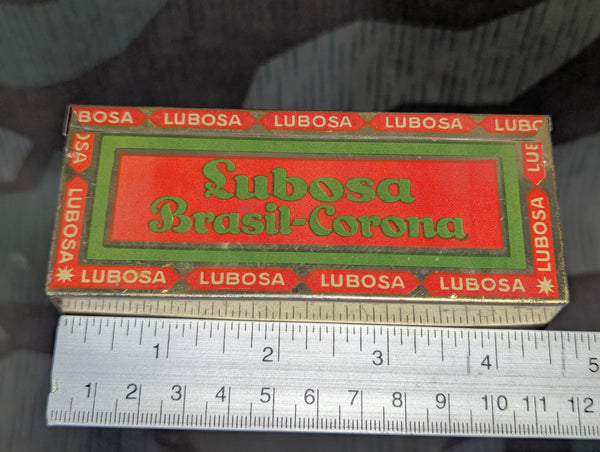 BOSA LUBOSA LUBOSA LUBOSA LUBO
Lubosa
Brasil-Corona
LUBOSA
LUBOSA
LUBOSA LUBOSA LUBOSA LUBOSA
1 2 3 4 5
1 2 3 4 5 6 7 8 9 10 11 12